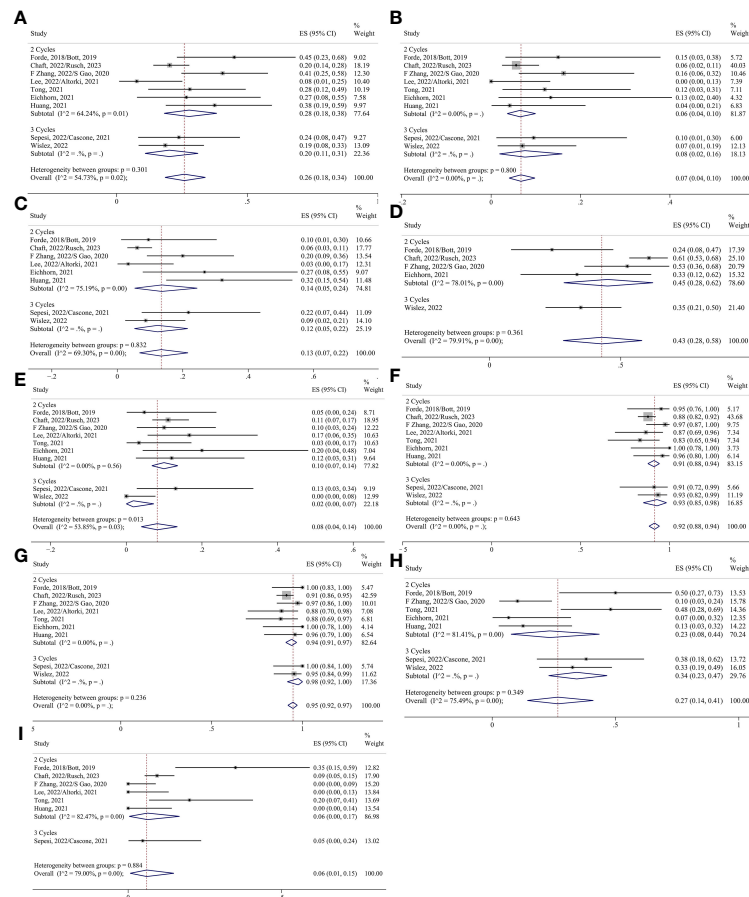 A
%
Study ES (95% CI) Weight
2 Cycles
Forde, 2018/Bott, 2019 0.45 (0.23, 0.68) 9.02
Chaft, 2022/Rusch, 2023 0.20 (0.14, 0.28) 18.19
F Zhang, 2022/S Gao, 2020 0.41 (0.25, 0.58) 12.30
Lee, 2022/Altorki, 2021 0.08 (0.01, 0.25) 10.40
Tong, 2021 0.28 (0.12, 0.49) 10.19
Eichhorn, 2021 0.27 (0.08, 0.55) 7.58
Huang, 2021 0.38 (0.19, 0.59) 9.97
Subtotal (I^2 = 64.24%, p = 0.01) 0.28 (0.18, 0.38) 77.64
3 Cycles
Sepesi, 2022/Cascone, 2021 0.24 (0.08, 0.47) 9.27
Wislez, 2022 0.19 (0.08, 0.33) 13.09
Subtotal (I^2 = .%, p = .) 0.20 (0.11, 0.31) 22.36
Heterogeneity between groups: p = 0.301
Overall (I^2 = 54.73%, p = 0.02); 0.26 (0.18, 0.34) 100.00
0 .5 1
B
%
Study ES (95% CI) Weight
2 Cycles
Forde, 2018/Bott, 2019 0.15 (0.03, 0.38) 5.72
Chaft, 2022/Rusch, 2023 0.06 (0.02, 0.11) 40.03
F Zhang, 2022/S Gao, 2020 0.16 (0.06, 0.32) 10.46
Lee, 2022/Altorki, 2021 0.00 (0.00, 0.13) 7.39
Tong, 2021 0.12 (0.03, 0.31) 7.11
Eichhorn, 2021 0.13 (0.02, 0.40) 4.32
Huang, 2021 0.04 (0.00, 0.21) 6.83
Subtotal (I^2 = 0.00%, p = .) 0.06 (0.04, 0.10) 81.87
3 Cycles
Sepesi, 2022/Cascone, 2021 0.10 (0.01, 0.30) 6.00
Wislez, 2022 0.07 (0.01, 0.19) 12.13
Subtotal (I^2 = .%, p = .) 0.08 (0.02, 0.16) 18.13
Heterogeneity between groups: p = 0.800
Overall (I^2 = 0.00%, p = .); 0.07 (0.04, 0.10) 100.00
0 .2 .4
C
%
Study ES (95% CI) Weight
2 Cycles
Forde, 2018/Bott, 2019 0.10 (0.01, 0.30) 10.66
Chaft, 2022/Rusch, 2023 0.06 (0.03, 0.11) 17.77
F Zhang, 2022/S Gao, 2020 0.20 (0.09, 0.36) 13.54
Lee, 2022/Altorki, 2021 0.03 (0.00, 0.17) 12.31
Eichhorn, 2021 0.27 (0.08, 0.55) 9.07
Huang, 2021 0.32 (0.15, 0.54) 11.48
Subtotal (I^2 = 75.19%, p = 0.00) 0.14 (0.05, 0.24) 74.81
3 Cycles
Sepesi, 2022/Cascone, 2021 0.22 (0.07, 0.44) 11.09
Wislez, 2022 0.09 (0.02, 0.21) 14.10
Subtotal (I^2 = .%, p = .) 0.12 (0.05, 0.22) 25.19
Heterogeneity between groups: p = 0.832
Overall (I^2 = 69.30%, p = 0.00); 0.13 (0.07, 0.22) 100.00
-.2 0 .2 .4 .6
D
%
Study ES (95% CI) Weight
2 Cycles
Forde, 2018/Bott, 2019 0.24 (0.08, 0.47) 17.39
Chaft, 2022/Rusch, 2023 0.61 (0.53, 0.68) 25.10
F Zhang, 2022/S Gao, 2020 0.53 (0.36, 0.68) 20.79
Eichhorn, 2021 0.33 (0.12, 0.62) 15.32
Subtotal (I^2 = 78.01%, p = 0.00) 0.45 (0.28, 0.62) 78.60
3 Cycles
Wislez, 2022 0.35 (0.21, 0.50) 21.40
Heterogeneity between groups: p = 0.361
Overall (I^2 = 79.91%, p = 0.00); 0.43 (0.28, 0.58) 100.00
0 .5
E
%
Study ES (95% CI) Weight
2 Cycles
Forde, 2018/Bott, 2019 0.05 (0.00, 0.24) 8.71
Chaft, 2022/Rusch, 2023 0.11 (0.07, 0.17) 18.95
F Zhang, 2022/S Gao, 2020 0.10 (0.03, 0.24) 12.22
Lee, 2022/Altorki, 2021 0.17 (0.06, 0.35) 10.63
Tong, 2021 0.03 (0.00, 0.17) 10.63
Eichhorn, 2021 0.20 (0.04, 0.48) 7.04
Huang, 2021 0.12 (0.03, 0.31) 9.64
Subtotal (I^2 = 0.00%, p = 0.56) 0.10 (0.07, 0.14) 77.82
3 Cycles
Sepesi, 2022/Cascone, 2021 0.13 (0.03, 0.34) 9.19
Wislez, 2022 0.00 (0.00, 0.08) 12.99
Subtotal (I^2 = .%, p = .) 0.02 (0.00, 0.07) 22.18
Heterogeneity between groups: p = 0.013
Overall (I^2 = 53.85%, p = 0.03); 0.08 (0.04, 0.14) 100.00
0 .2 .4 .6
F
%
Study ES (95% CI) Weight
2 Cycles
Forde, 2018/Bott, 2019 0.95 (0.76, 1.00) 5.17
Chaft, 2022/Rusch, 2023 0.88 (0.82, 0.92) 43.68
F Zhang, 2022/S Gao, 2020 0.97 (0.87, 1.00) 9.75
Lee, 2022/Altorki, 2021 0.87 (0.69, 0.96) 7.34
Tong, 2021 0.83 (0.65, 0.94) 7.34
Eichhorn, 2021 1.00 (0.78, 1.00) 3.73
Huang, 2021 0.96 (0.80, 1.00) 6.14
Subtotal (I^2 = 0.00%, p = .) 0.91 (0.88, 0.94) 83.15
3 Cycles
Sepesi, 2022/Cascone, 2021 0.91 (0.72, 0.99) 5.66
Wislez, 2022 0.93 (0.82, 0.99) 11.19
Subtotal (I^2 = .%, p = .) 0.93 (0.85, 0.98) 16.85
Heterogeneity between groups: p = 0.643
Overall (I^2 = 0.00%, p = .); 0.92 (0.88, 0.94) 100.00
.5 1
G
%
Study ES (95% CI) Weight
2 Cycles
Forde, 2018/Bott, 2019 1.00 (0.83, 1.00) 5.47
Chaft, 2022/Rusch, 2023 0.91 (0.86, 0.95) 42.59
F Zhang, 2022/S Gao, 2020 0.97 (0.86, 1.00) 10.01
Lee, 2022/Altorki, 2021 0.88 (0.70, 0.98) 7.08
Tong, 2021 0.88 (0.69, 0.97) 6.81
Eichhorn, 2021 1.00 (0.78, 1.00) 4.14
Huang, 2021 0.96 (0.79, 1.00) 6.54
Subtotal (I^2 = 0.00%, p = .) 0.94 (0.91, 0.97) 82.64
3 Cycles
Sepesi, 2022/Cascone, 2021 1.00 (0.84, 1.00) 5.74
Wislez, 2022 0.95 (0.84, 0.99) 11.62
Subtotal (I^2 = .%, p = .) 0.98 (0.92, 1.00) 17.36
Heterogeneity between groups: p = 0.236
Overall (I^2 = 0.00%, p = .); 0.95 (0.92, 0.97) 100.00
.5 1
H
%
Study ES (95% CI) Weight
2 Cycles
Forde, 2018/Bott, 2019 0.50 (0.27, 0.73) 13.53
F Zhang, 2022/S Gao, 2020 0.10 (0.03, 0.24) 15.78
Tong, 2021 0.48 (0.28, 0.69) 14.36
Eichhorn, 2021 0.07 (0.00, 0.32) 12.35
Huang, 2021 0.13 (0.03, 0.32) 14.22
Subtotal (I^2 = 81.41%, p = 0.00) 0.23 (0.08, 0.44) 70.24
3 Cycles
Sepesi, 2022/Cascone, 2021 0.38 (0.18, 0.62) 13.72
Wislez, 2022 0.33 (0.19, 0.49) 16.05
Subtotal (I^2 = .%, p = .) 0.34 (0.23, 0.47) 29.76
Heterogeneity between groups: p = 0.349
Overall (I^2 = 75.49%, p = 0.00); 0.27 (0.14, 0.41) 100.00
0 .5 1
I
%
Study ES (95% CI) Weight
2 Cycles
Forde, 2018/Bott, 2019 0.35 (0.15, 0.59) 12.82
Chaft, 2022/Rusch, 2023 0.09 (0.05, 0.15) 17.90
F Zhang, 2022/S Gao, 2020 0.00 (0.00, 0.09) 15.20
Lee, 2022/Altorki, 2021 0.00 (0.00, 0.13) 13.84
Tong, 2021 0.20 (0.07, 0.41) 13.69
Huang, 2021 0.00 (0.00, 0.14) 13.54
Subtotal (I^2 = 82.47%, p = 0.00) 0.06 (0.00, 0.17) 86.98
3 Cycles
Sepesi, 2022/Cascone, 2021 0.05 (0.00, 0.24) 13.02
Heterogeneity between groups: p = 0.884
Overall (I^2 = 79.00%, p = 0.00); 0.06 (0.01, 0.15) 100.00